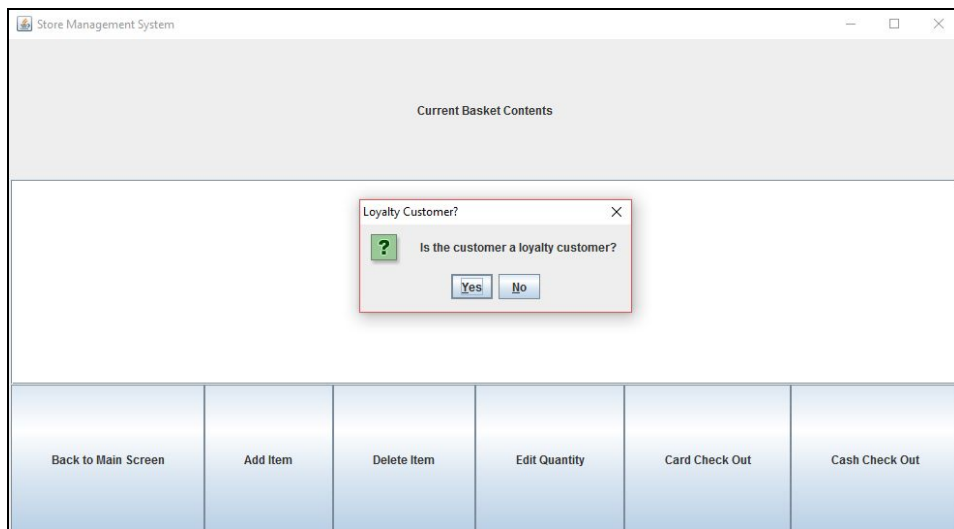 Store Management System
Current Basket Contents
Loyalty Customer?
Is the customer a loyalty customer?
Yes No
Back to Main Screen Add Item Delete Item Edit Quantity Card Check Out Cash Check Out